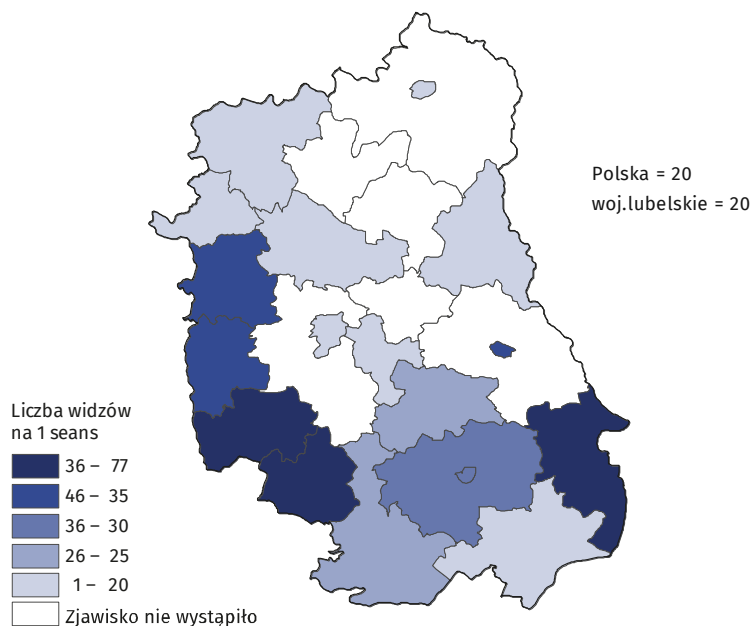 Polska = 20
woj.lubelskie = 20
Liczba widzów
na 1 seans
36 – 77
46 – 35
36 – 30
26 – 25
1 – 20
Zjawisko nie wystąpiło